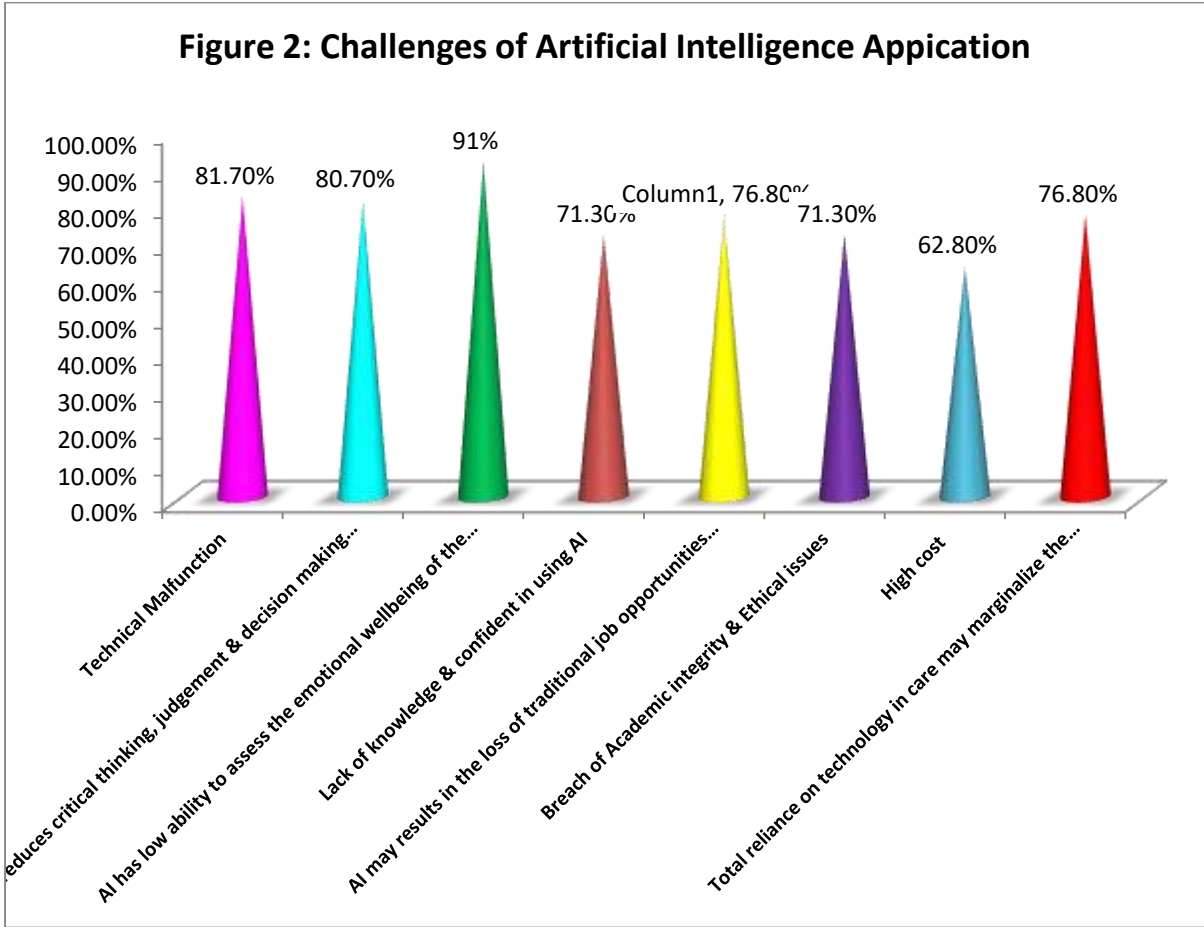 Figure 2: Challenges of Artificial Intelligence Appication
100.00%
90.00%
80.00%
70.00%
60.00%
50.00%
40.00%
30.00%
20.00%
10.00%
0.00%
81.70%
80.70%
91%
71.30%
Column1, 76.80%
71.30%
62.80%
76.80%
Technical Malfunction
critical thinking, judgement & decision making...
AI has low ability to assess the emotional wellbeing of the...
Lack of knowledge & confident in using AI
AI may results in the loss of traditional job opportunities...
Breach of Academic integrity & Ethical issues
High cost
Total reliance on technology in care may marginalize the...